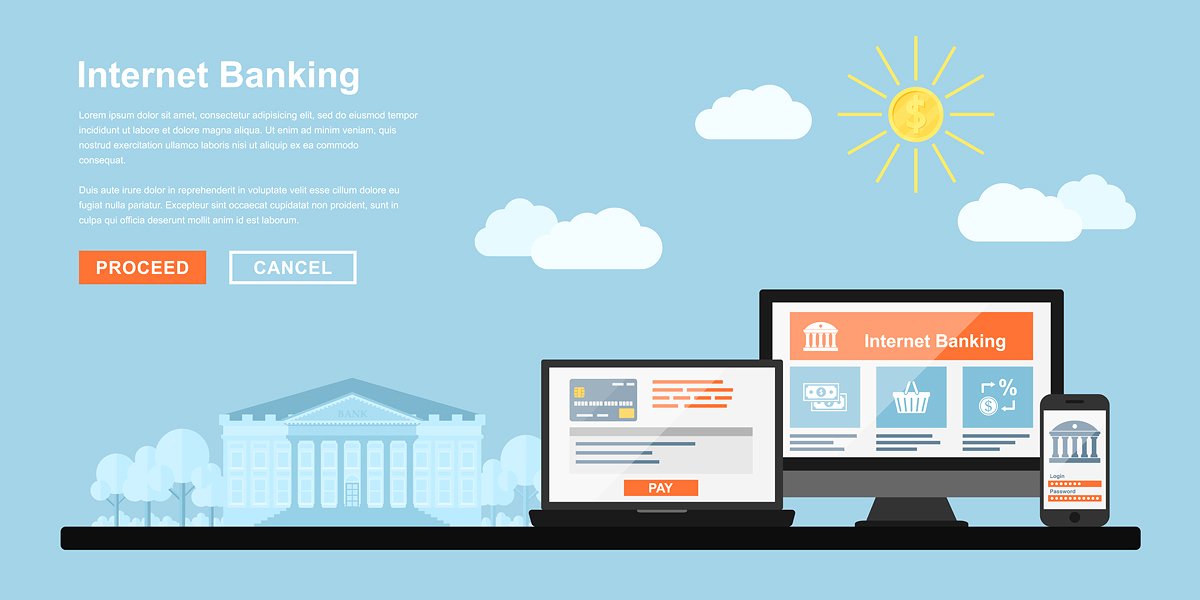 Internet Banking
Lorem ipsum dolor sit amet, consectetur adipisicing elit, sed do eiusmod tempor
incididunt ut labore et dolore magna aliqua. Ut enim ad minim veniam, quis
nostrud exercitation ullamco laboris nisi ut aliquip ex ea commodo
consequat.
Duis aute irure dolor in reprehenderit in voluptate velit esse cillum dolore eu
fugiat nulla pariatur. Excepteur sint occaecat cupidatat non proident, sunt in
culpa qui officia deserunt mollit anim id est laborum.
PROCEED
CANCEL
$
BANK
PAY
Internet Banking
$
%
$
Login
Password